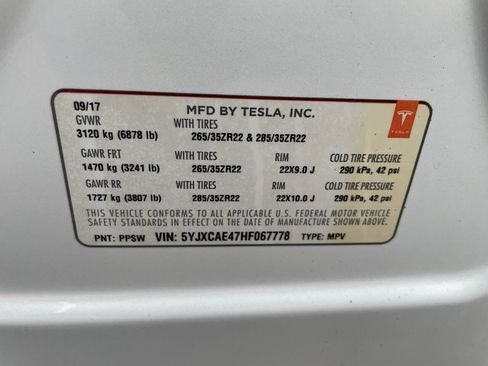 09/17 MFD BY TESLA, INC.
GVWR WITH TIRES
3120 kg (6878 lb) 265/35ZR22 & 285/35ZR22
GAWR FRT WITH TIRES RIM COLD TIRE PRESSURE
1470 kg (3241 lb) 265/35ZR22 22X9.0 J 290 kPa, 42 psi
GAWR RR WITH TIRES RIM COLD TIRE PRESSURE
1727 kg (3807 lb) 285/35ZR22 22X10.0 J 290 kPa, 42 psi
THIS VEHICLE CONFORMS TO ALL APPLICABLE U.S. FEDERAL MOTOR VEHICLE
SAFETY STANDARDS IN EFFECT ON THE DATE OF MANUFACTURE SHOWN ABOVE.
PNT: PPSW VIN: 5YJXCAE47HF067778 TYPE: MPV
TESLA